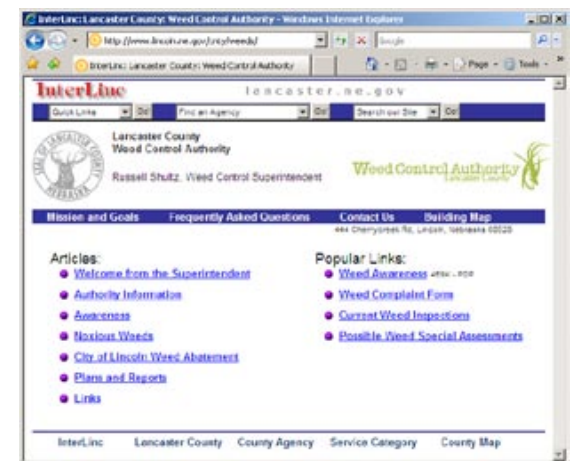 InterLinc: Lancaster County: Weed Control Authority - Windows Internet Explorer
Google
InterLinc: Lancaster County: Weed Control Authority
Page
Tools
InterLinc
lancaster.ne.gov
Quick Links
Go
Find an Agency
Go
Search our Site
Go
Lancaster County
Weed Control Authority
Russell Shultz, Weed Control Superintendent
Weed Control Authority
Lancaster County
Mission and Goals Frequently Asked Questions Contact Us Building Map
444 Cherrycreek Rd, Lincoln, Nebraska 68528
Articles:
Welcome from the Superintendent
Authority Information
Awareness
Noxious Weeds
City of Lincoln Weed Abatement
Plans and Reports
Links
Popular Links:
Weed Awareness
Weed Complaint Form
Current Weed Inspections
Possible Weed Special Assessments
InterLinc Lancaster County County Agency Service Category County Map